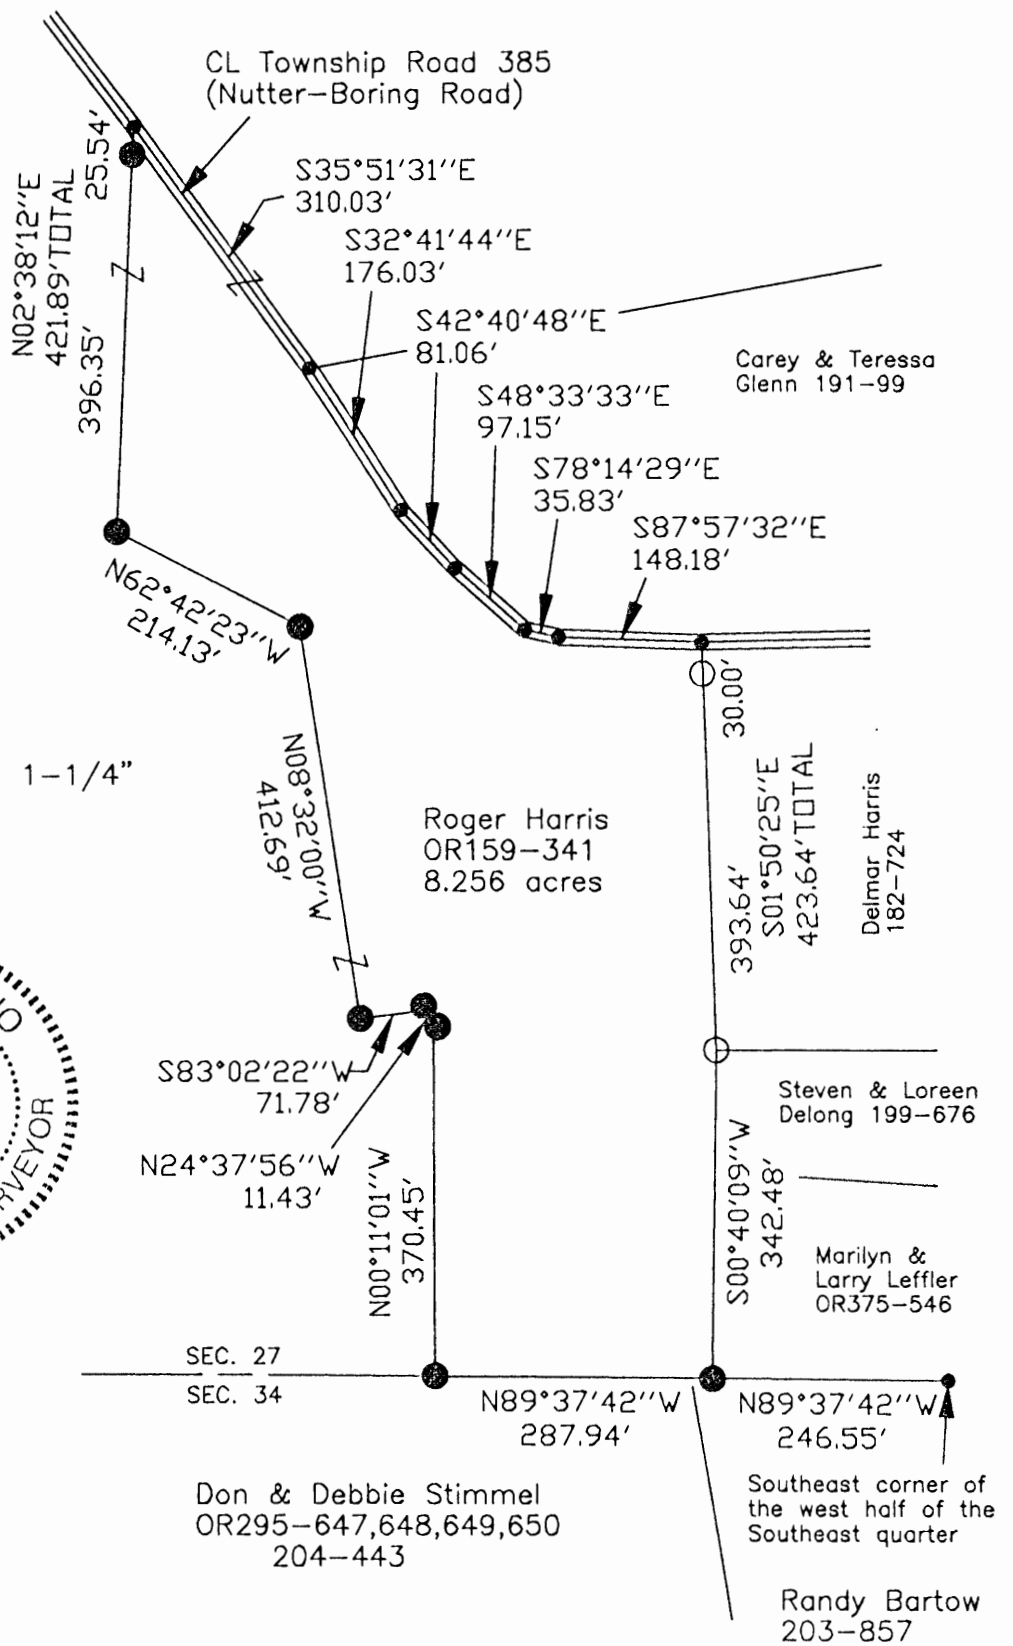 CL Township Road 385
(Nutter-Boring Road)
25.54'
N02°38'12''E
421.89'TOTAL
396.35'
S35°51'31''E
310.03'
S32°41'44''E
176.03'
S42°40'48''E
81.06'
Carey & Teressa
Glenn 191-99
S48°33'33''E
97.15'
S78°14'29''E
35.83'
S87°57'32''E
148.18'
N62°42'23''W
214.13'
30.00'
1-1/4"
N08°32'00''W
412.69'
Roger Harris
OR159-341
8.256 acres
393.64'
S01°50'25''E
423.64'TOTAL
Delmar Harris
182-724
S83°02'22''W
71.78'
N24°37'56''W
11.43'
Steven & Loreen
Delong 199-676
N00°11'01''W
370.45'
S00°40'09''W
342.48'
Marilyn &
Larry Leffler
OR375-546
SEC. 27
SEC. 34
N89°37'42''W
287.94'
N89°37'42''W
246.55'
Don & Debbie Stimmel
OR295-647,648,649,650
204-443
Southeast corner of
the west half of the
Southeast quarter
Randy Bartow
203-857